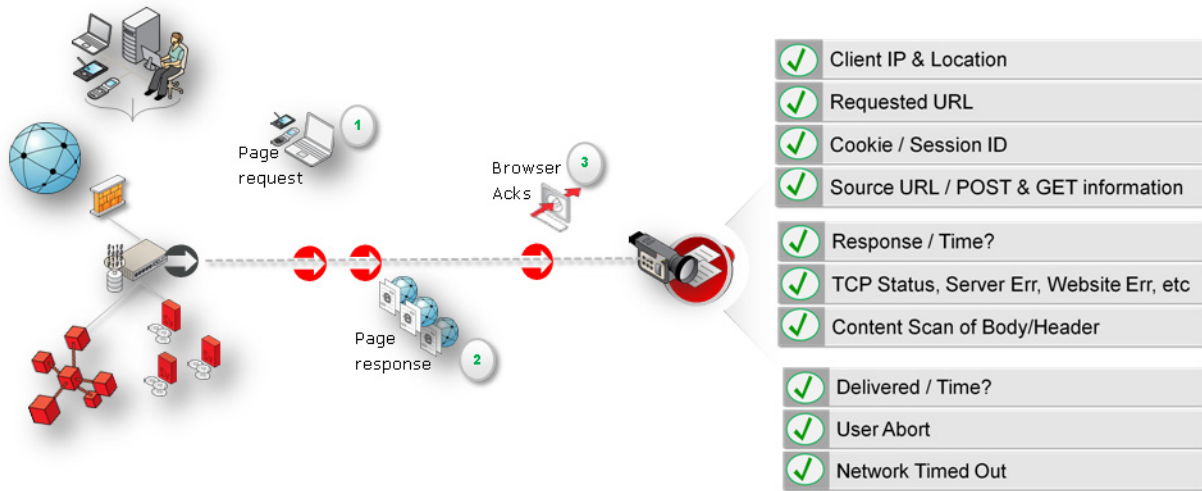 1
Page
request
3
Browser
Acks
Page
response
2
Client IP & Location
Requested URL
Cookie / Session ID
Source URL / POST & GET information
Response / Time?
TCP Status, Server Err, Website Err, etc
Content Scan of Body/Header
Delivered / Time?
User Abort
Network Timed Out